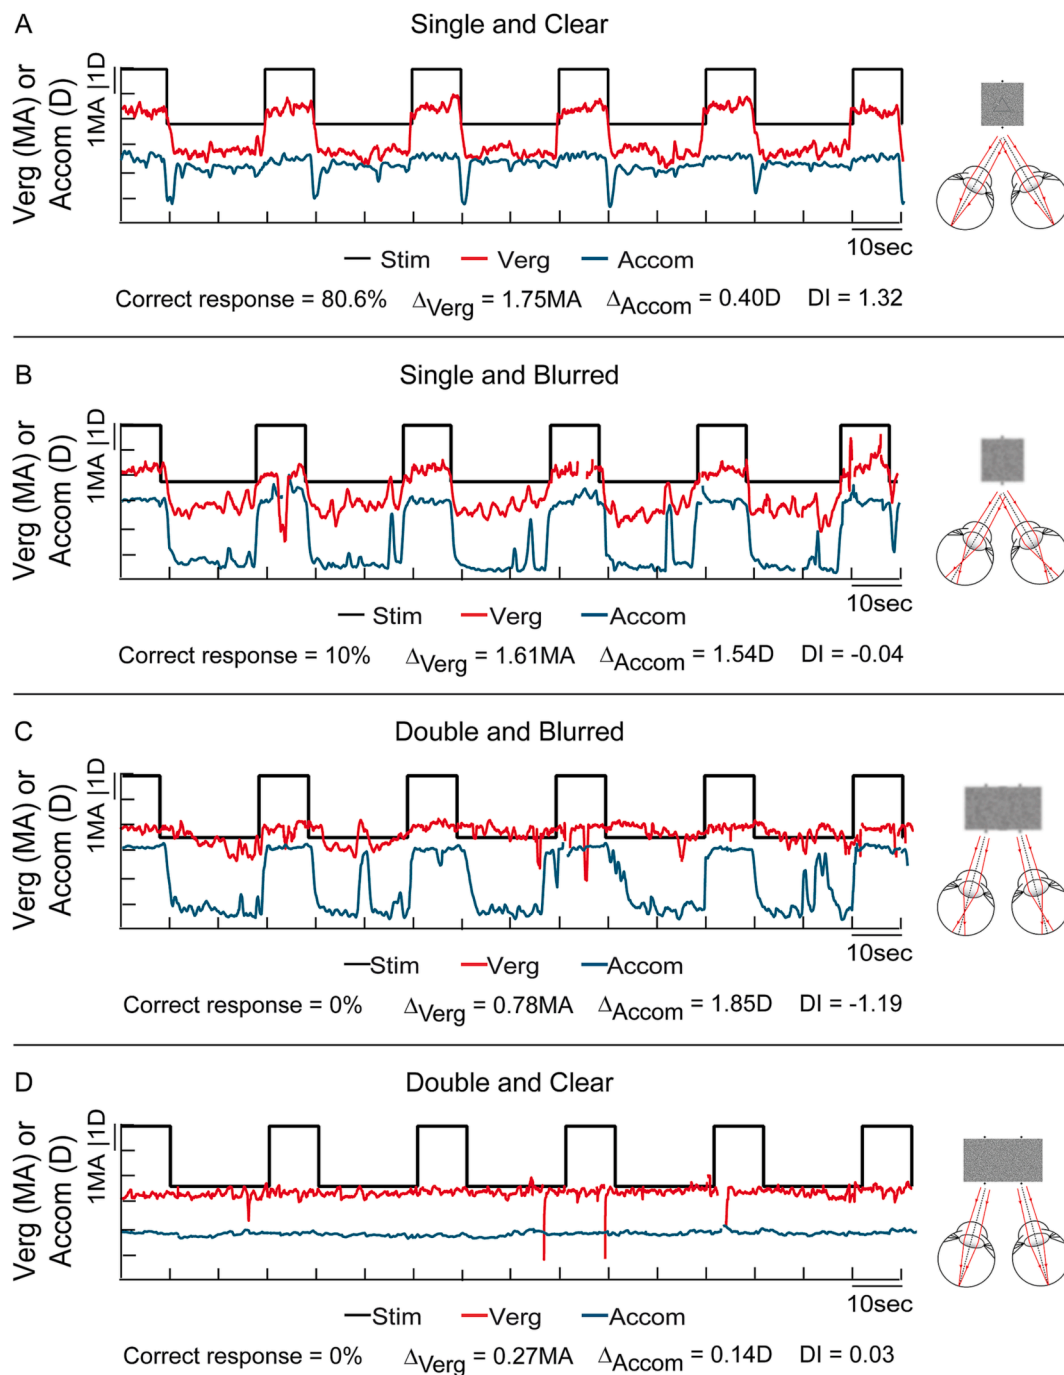 A
Single and Clear
Verg (MA) or
Accom (D)
1MA |1D
10sec
Stim Verg Accom
Correct response = 80.6% ΔVerg = 1.75MA ΔAccom = 0.40D DI = 1.32
B
Single and Blurred
Verg (MA) or
Accom (D)
1MA |1D
10sec
Stim Verg Accom
Correct response = 10% ΔVerg = 1.61MA ΔAccom = 1.54D DI = -0.04
C
Double and Blurred
Verg (MA) or
Accom (D)
1MA |1D
10sec
Stim Verg Accom
Correct response = 0% ΔVerg = 0.78MA ΔAccom = 1.85D DI = -1.19
D
Double and Clear
Verg (MA) or
Accom (D)
1MA |1D
10sec
Stim Verg Accom
Correct response = 0% ΔVerg = 0.27MA ΔAccom = 0.14D DI = 0.03